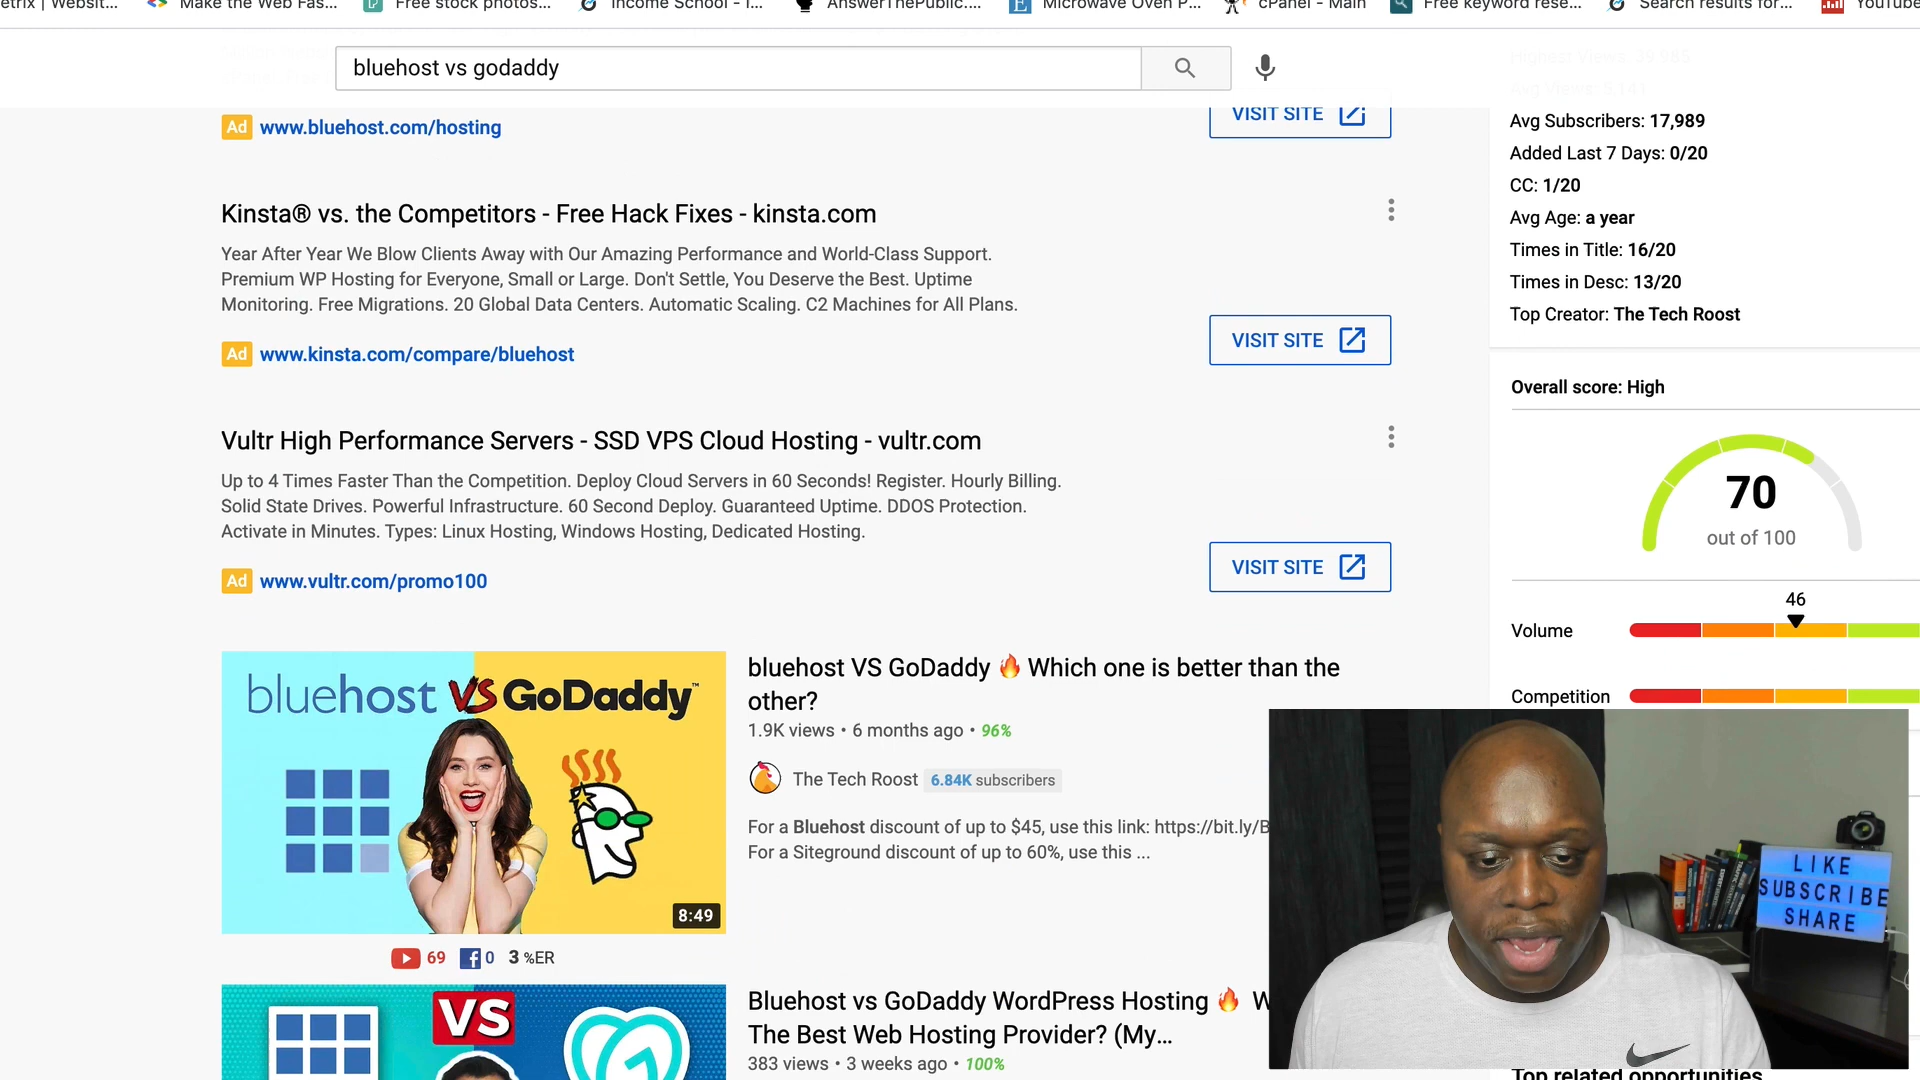 etrix | Websit...
Make the Web Fas...
Free stock photos...
Income School - I...
AnswerThePublic....
Microwave Oven P...
cPanel - Main
Free keyword rese...
Search results for...
YouTube
bluehost vs godaddy
Highest Views: 39,985
Avg Views: 5,141
Avg Subscribers: 17,989
Added Last 7 Days: 0/20
CC: 1/20
Avg Age: a year
Times in Title: 16/20
Times in Desc: 13/20
Top Creator: The Tech Roost
Ad www.bluehost.com/hosting
VISIT SITE
Kinsta® vs. the Competitors - Free Hack Fixes - kinsta.com
Year After Year We Blow Clients Away with Our Amazing Performance and World-Class Support.
Premium WP Hosting for Everyone, Small or Large. Don't Settle, You Deserve the Best. Uptime
Monitoring. Free Migrations. 20 Global Data Centers. Automatic Scaling. C2 Machines for All Plans.
Ad www.kinsta.com/compare/bluehost
VISIT SITE
Vultr High Performance Servers - SSD VPS Cloud Hosting - vultr.com
Up to 4 Times Faster Than the Competition. Deploy Cloud Servers in 60 Seconds! Register. Hourly Billing.
Solid State Drives. Powerful Infrastructure. 60 Second Deploy. Guaranteed Uptime. DDOS Protection.
Activate in Minutes. Types: Linux Hosting, Windows Hosting, Dedicated Hosting.
Ad www.vultr.com/promo100
VISIT SITE
Overall score: High
70
out of 100
46
Volume
Competition
bluehost VS GoDaddy™
8:49
69 0 3 %ER
bluehost VS GoDaddy 🔥 Which one is better than the
other?
1.9K views • 6 months ago • 96%
The Tech Roost 6.84K subscribers
For a Bluehost discount of up to $45, use this link: https://bit.ly/B
For a Siteground discount of up to 60%, use this ...
VS
Bluehost vs GoDaddy WordPress Hosting 🔥 W
The Best Web Hosting Provider? (My...
383 views • 3 weeks ago • 100%
LIKE
SUBSCRIBE
SHARE
Top related opportunities